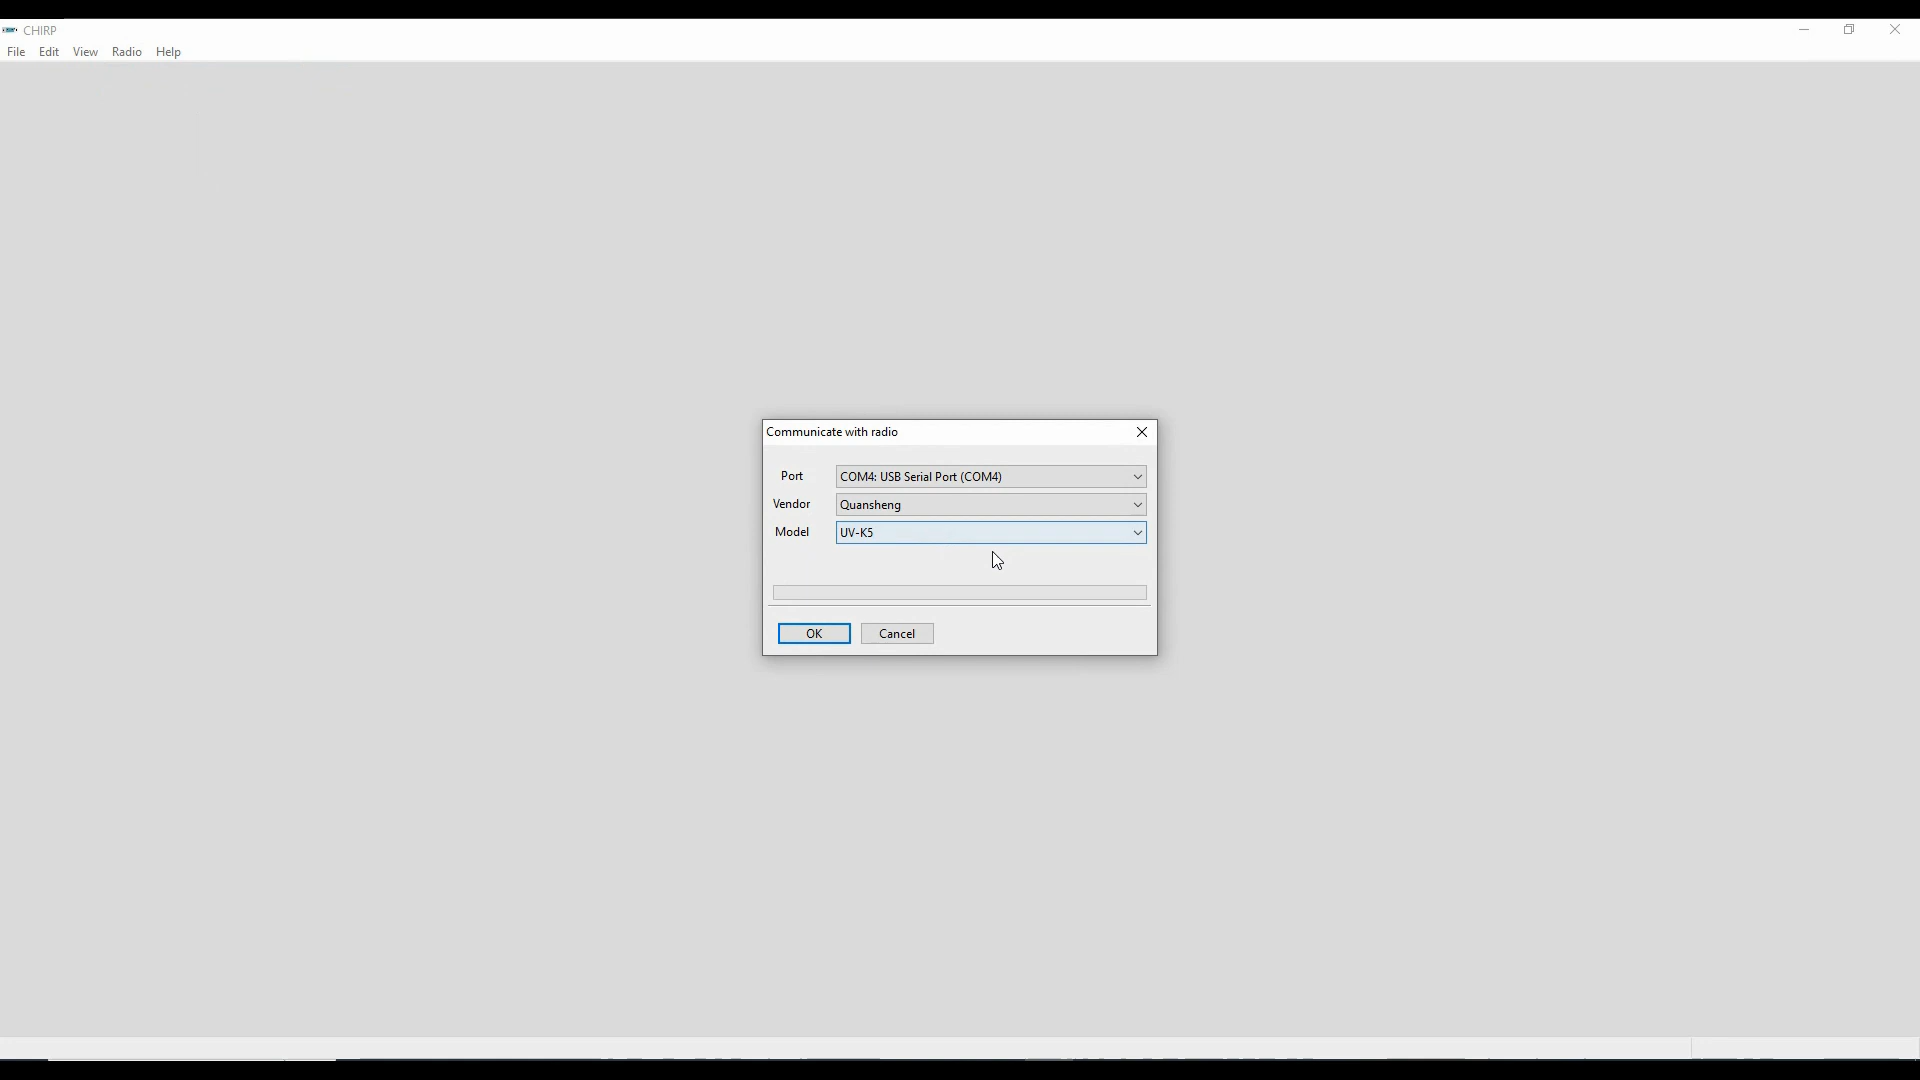 CHIRP
File Edit View Radio Help
Communicate with radio
Port COM4: USB Serial Port (COM4)
Vendor Quansheng
Model UV-K5
OK Cancel